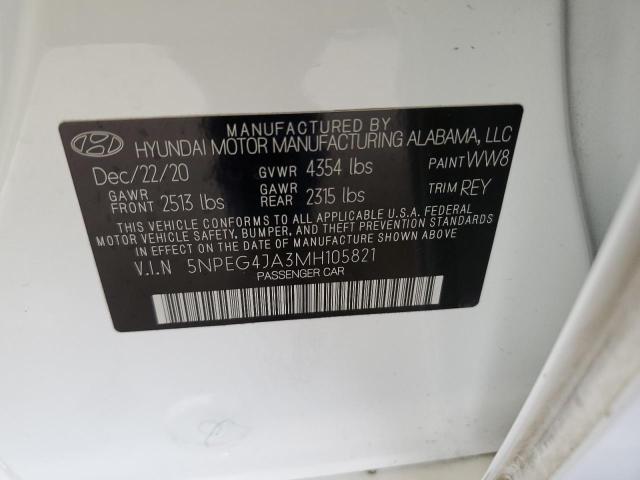 MANUFACTURED BY
HYUNDAI MOTOR MANUFACTURING ALABAMA, LLC
Dec/22/20 GVWR 4354 lbs PAINT WW8
GAWR FRONT 2513 lbs GAWR REAR 2315 lbs TRIM REY
THIS VEHICLE CONFORMS TO ALL APPLICABLE U.S.A. FEDERAL
MOTOR VEHICLE SAFETY, BUMPER, AND THEFT PREVENTION STANDARDS
IN EFFECT ON THE DATE OF MANUFACTURE SHOWN ABOVE.
V.I.N 5NPEG4JA3MH105821
PASSENGER CAR